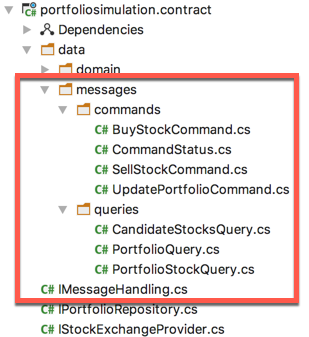 portfoliosimulation.contract
Dependencies
data
domain
messages
commands
C# BuyStockCommand.cs
C# CommandStatus.cs
C# SellStockCommand.cs
C# UpdatePortfolioCommand.cs
queries
C# CandidateStocksQuery.cs
C# PortfolioQuery.cs
C# PortfolioStockQuery.cs
C# IMessageHandling.cs
C# IPortfolioRepository.cs
C# IStockExchangeProvider.cs